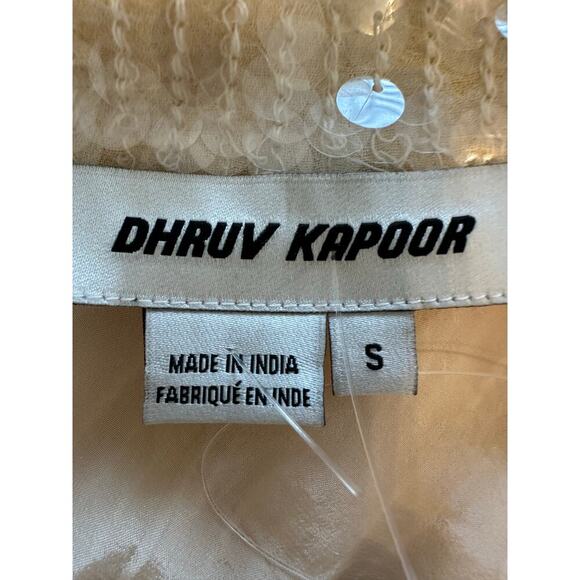 DHRUV KAPOOR
MADE IN INDIA
FABRIQUÉ EN INDE
S